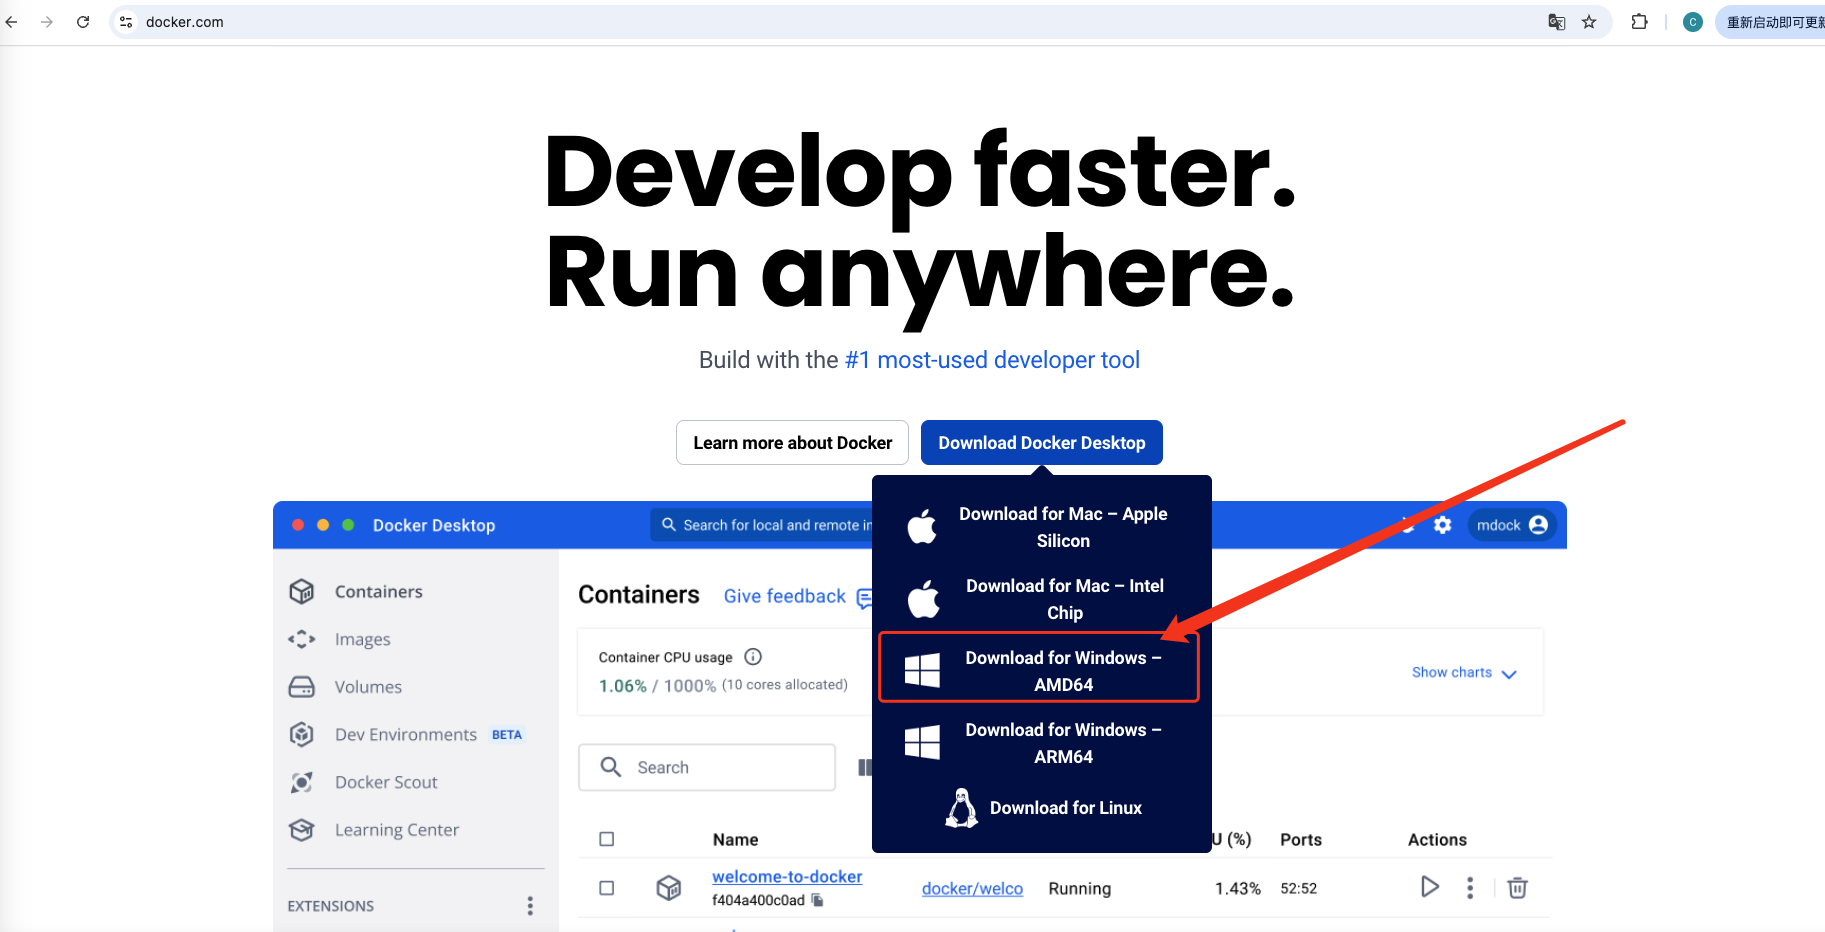 docker.com
C
重新启动即可更新
Develop faster.
Run anywhere.
Build with the #1 most-used developer tool
Learn more about Docker
Download Docker Desktop
Download for Mac – Apple
Silicon
Download for Mac – Intel
Chip
Download for Windows –
AMD64
Download for Windows –
ARM64
Download for Linux
Docker Desktop
Search for local and remote
mdock
Containers
Images
Volumes
Dev Environments BETA
Docker Scout
Learning Center
EXTENSIONS
Containers Give feedback
Container CPU usage
1.06% / 1000% (10 cores allocated)
Show charts
Search
Name U (%) Ports Actions
welcome-to-docker docker/welco Running 1.43% 52:52
f404a400c0ad